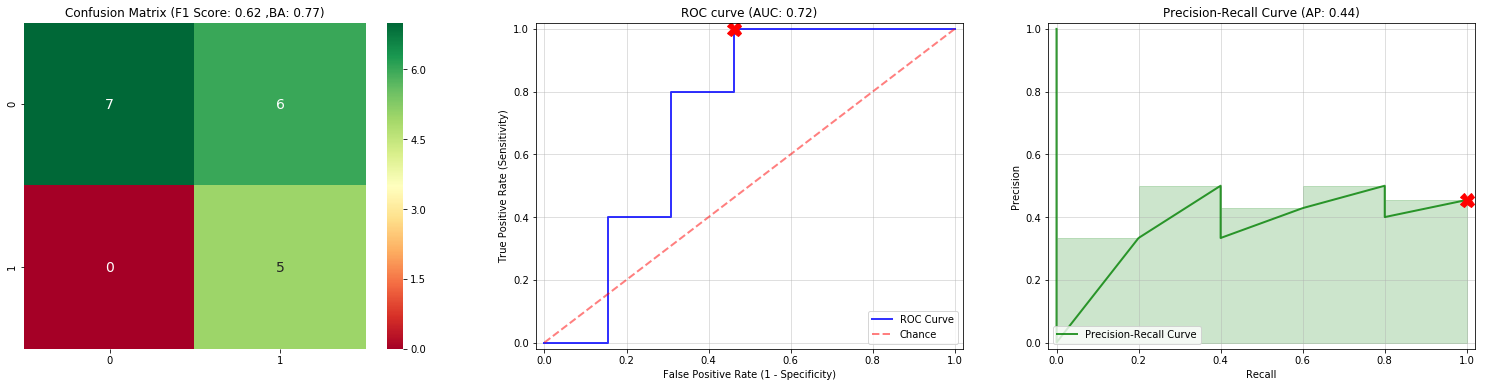 Confusion Matrix (F1 Score: 0.62 ,BA: 0.77)
7
6
0
5
0
1
0
1
6.0
4.5
3.0
1.5
0.0
ROC curve (AUC: 0.72)
True Positive Rate (Sensitivity)
1.0
0.8
0.6
0.4
0.2
0.0
0.0 0.2 0.4 0.6 0.8 1.0
False Positive Rate (1 - Specificity)
ROC Curve
Chance
Precision-Recall Curve (AP: 0.44)
Precision
1.0
0.8
0.6
0.4
0.2
0.0
0.0 0.2 0.4 0.6 0.8 1.0
Recall
Precision-Recall Curve